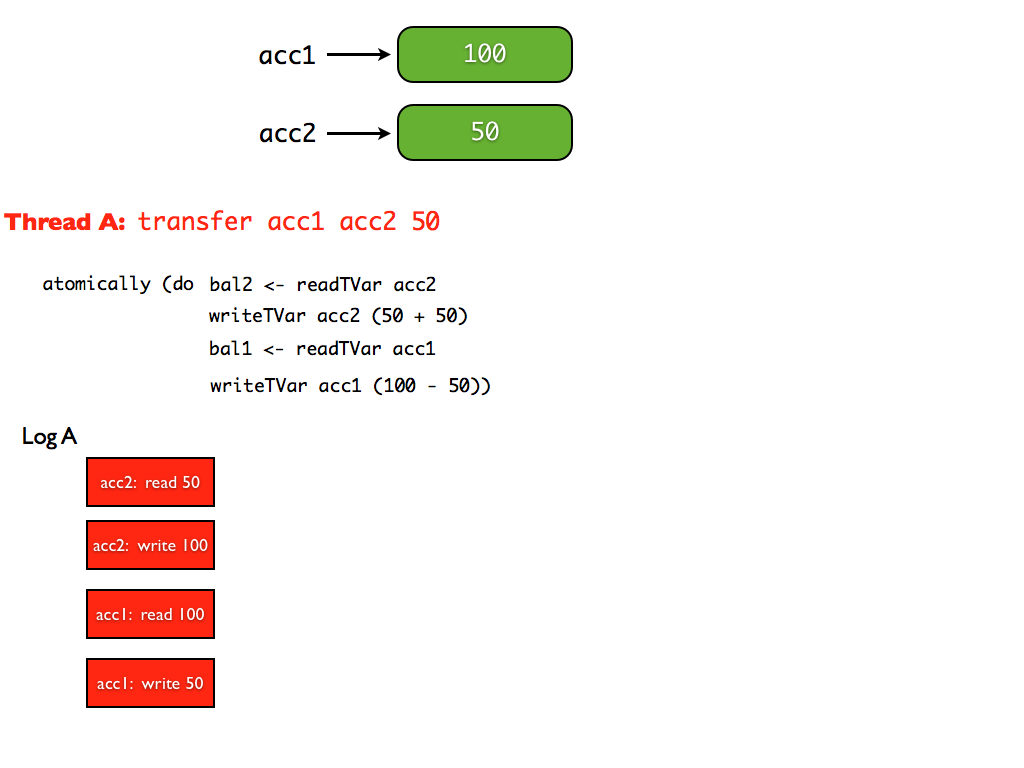 acc1 100
acc2 50
Thread A: transfer acc1 acc2 50
atomically (do bal2 <- readTVar acc2
writeTVar acc2 (50 + 50)
bal1 <- readTVar acc1
writeTVar acc1 (100 - 50))
Log A
acc2: read 50
acc2: write 100
acc1: read 100
acc1: write 50